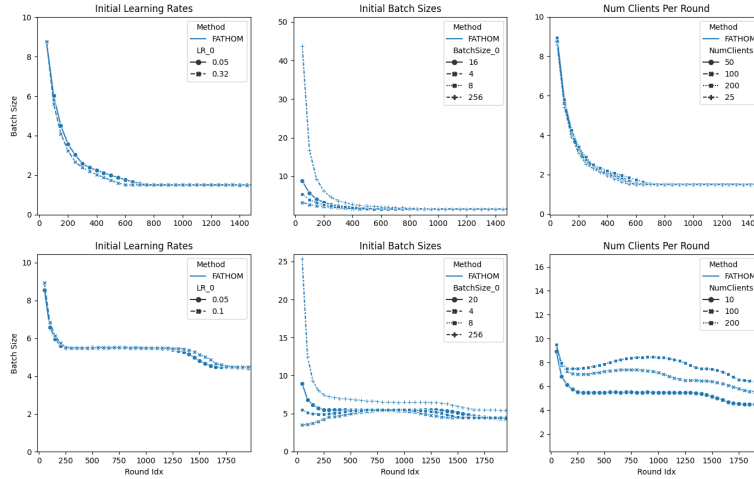 Initial Learning Rates
Initial Batch Sizes
Num Clients Per Round
Batch Size
10
8
6
4
2
0
Method
FATHOM
LR_0
0.05
0.32
0 200 400 600 800 1000 1200 1400
50
40
30
20
10
Method
FATHOM
BatchSize_0
16
4
8
256
0 200 400 600 800 1000 1200 1400
10
8
6
4
2
0
Method
FATHOM
NumClients
50
100
200
25
0 200 400 600 800 1000 1200 140
Initial Learning Rates
Initial Batch Sizes
Num Clients Per Round
Batch Size
10
8
6
4
2
0
Method
FATHOM
LR_0
0.05
0.1
0 250 500 750 1000 1250 1500 1750
Round Idx
25
20
15
10
5
0
Method
FATHOM
BatchSize_0
20
4
8
256
0 250 500 750 1000 1250 1500 1750
Round Idx
16
14
12
10
8
6
4
2
Method
FATHOM
NumClients
10
100
200
0 250 500 750 1000 1250 1500 1750
Round Idx